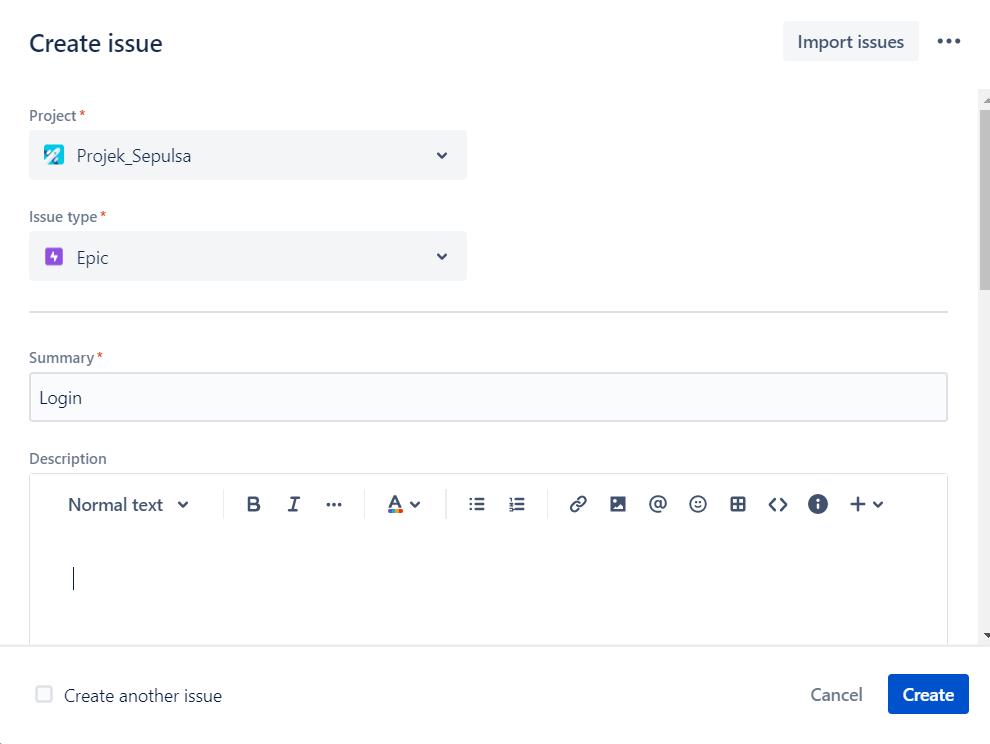 Create issue
Import issues
Project *
Projek_Sepulsa
Issue type *
Epic
Summary *
Login
Description
Normal text B I A @
Create another issue
Cancel
Create